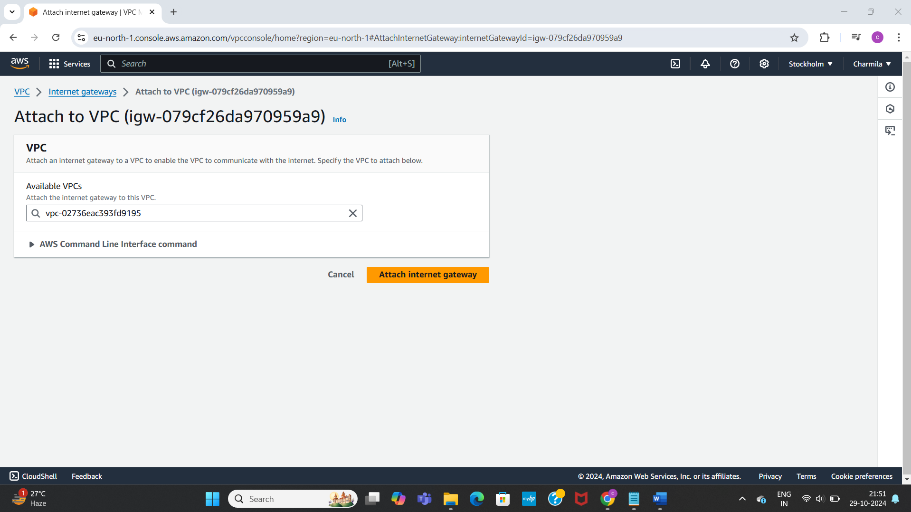 Attach internet gateway | VPC M
eu-north-1.console.aws.amazon.com/vpcconsole/home?region=eu-north-1#AttachInternetGateway:internetGatewayId=igw-079cf26da970959a9
C
aws
Services
Search
[Alt+S]
Stockholm
Charmila
VPC
Internet gateways
Attach to VPC (igw-079cf26da970959a9)
Attach to VPC (igw-079cf26da970959a9) Info
VPC
Attach an internet gateway to a VPC to enable the VPC to communicate with the internet. Specify the VPC to attach below.
Available VPCs
Attach the internet gateway to this VPC.
vpc-02736eac393fd9195
AWS Command Line Interface command
Cancel
Attach internet gateway
CloudShell
Feedback
© 2024, Amazon Web Services, Inc. or its affiliates.
Privacy
Terms
Cookie preferences
1
27°C
Haze
Search
ENG
IN
21:51
29-10-2024